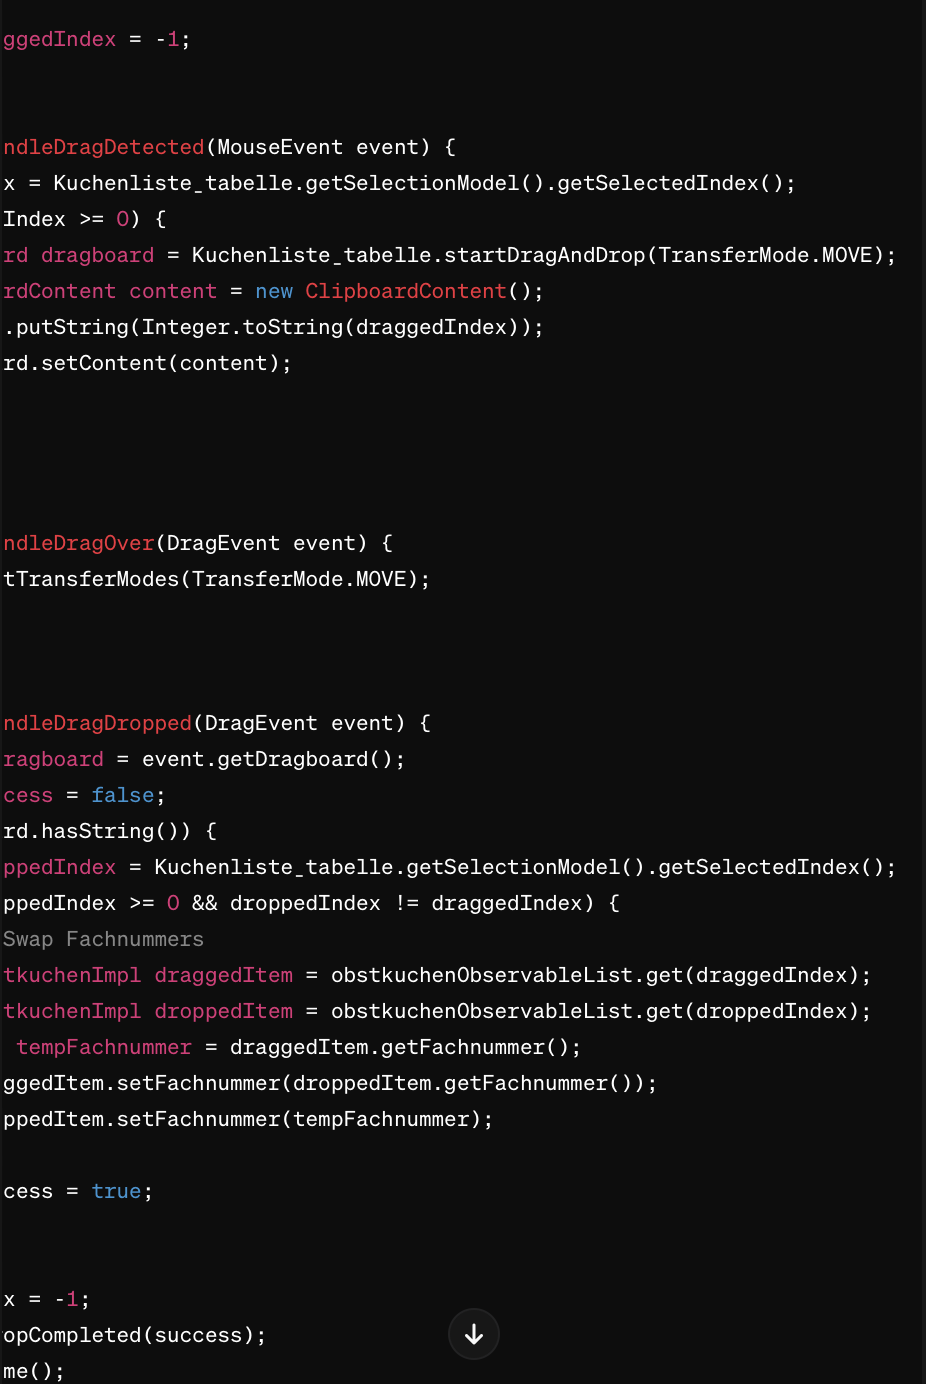 ggedIndex = -1;
ndleDragDetected(MouseEvent event) {
x = Kuchenliste_tabelle.getSelectionModel().getSelectedIndex();
Index >= 0) {
rd dragboard = Kuchenliste_tabelle.startDragAndDrop(TransferMode.MOVE);
rdContent content = new ClipboardContent();
.putString(Integer.toString(draggedIndex));
rd.setContent(content);
ndleDragOver(DragEvent event) {
tTransferModes(TransferMode.MOVE);
ndleDragDropped(DragEvent event) {
ragboard = event.getDragboard();
cess = false;
rd.hasString()) {
ppedIndex = Kuchenliste_tabelle.getSelectionModel().getSelectedIndex();
ppedIndex >= 0 && droppedIndex != draggedIndex) {
Swap Fachnummers
tkuchenImpl draggedItem = obstkuchenObservableList.get(draggedIndex);
tkuchenImpl droppedItem = obstkuchenObservableList.get(droppedIndex);
tempFachnummer = draggedItem.getFachnummer();
ggedItem.setFachnummer(droppedItem.getFachnummer());
ppedItem.setFachnummer(tempFachnummer);
cess = true;
x = -1;
opCompleted(success);
me();